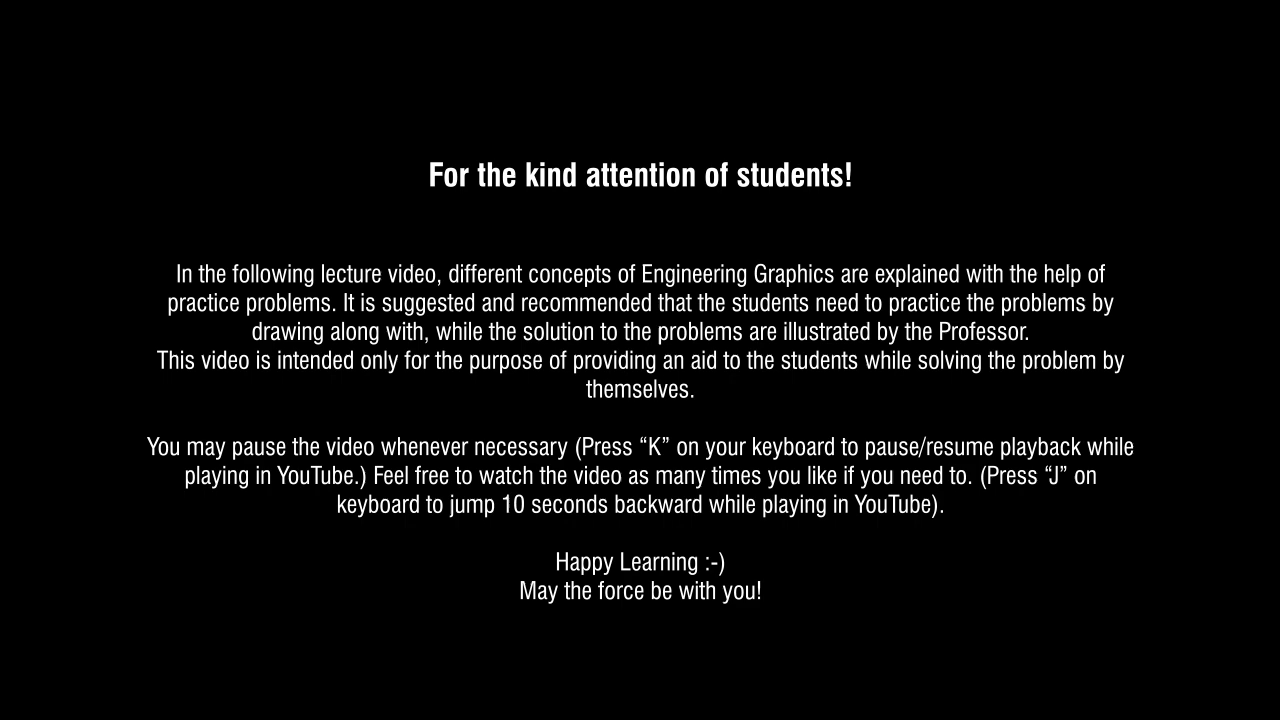 For the kind attention of students!
In the following lecture video, different concepts of Engineering Graphics are explained with the help of
practice problems. It is suggested and recommended that the students need to practice the problems by
drawing along with, while the solution to the problems are illustrated by the Professor.
This video is intended only for the purpose of providing an aid to the students while solving the problem by
themselves.
You may pause the video whenever necessary (Press “K” on your keyboard to pause/resume playback while
playing in YouTube.) Feel free to watch the video as many times you like if you need to. (Press “J” on
keyboard to jump 10 seconds backward while playing in YouTube).
Happy Learning :-)
May the force be with you!